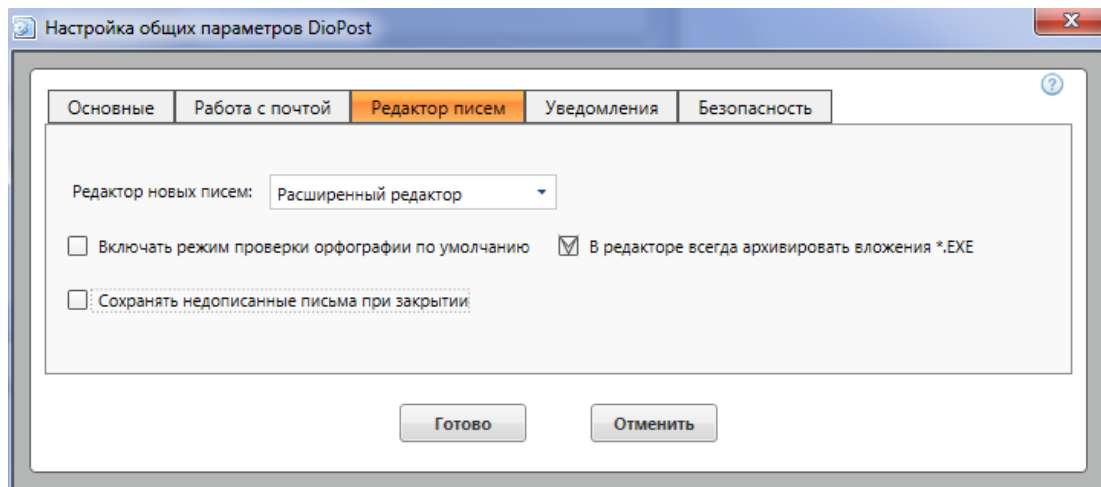 Настройка общих параметров DioPost
x
?
Основные Работа с почтой Редактор писем Уведомления Безопасность
Редактор новых писем: Расширенный редактор
Включать режим проверки орфографии по умолчанию В редакторе всегда архивировать вложения *.EXE
Сохранять недописанные письма при закрытии
Готово Отменить